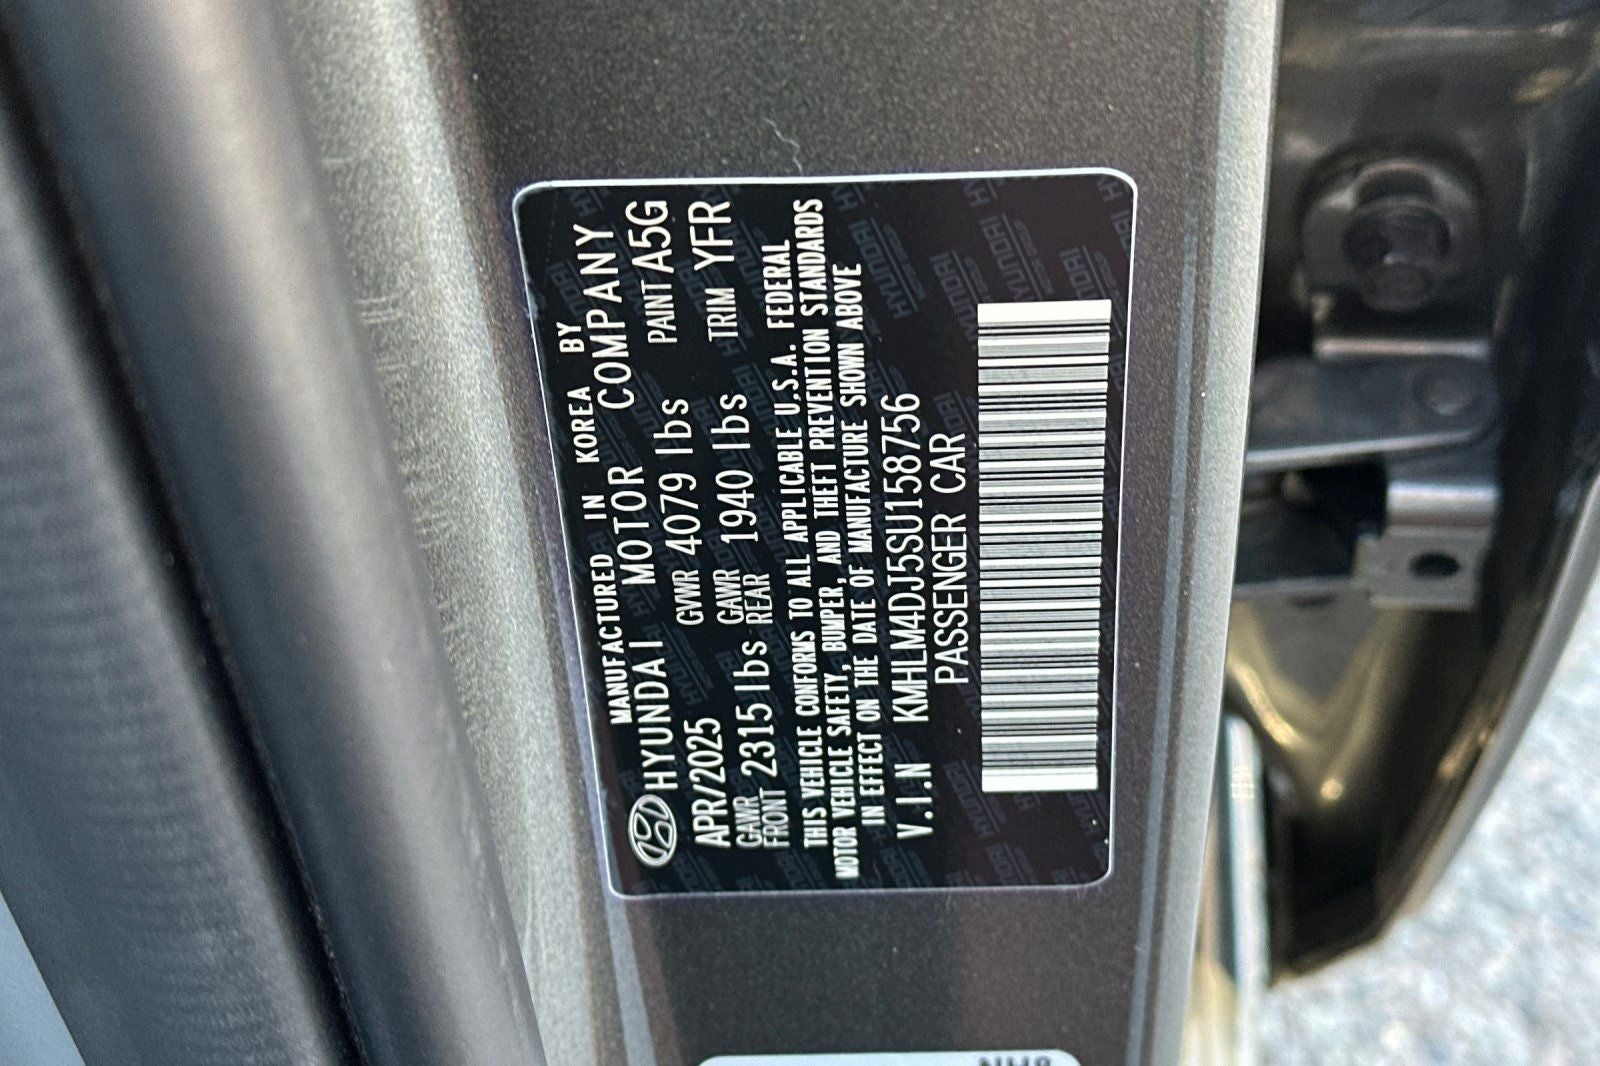 MANUFACTURED IN KOREA BY
HYUNDAI MOTOR COMPANY
APR/2025 GVWR 4079 lbs PAINT A5G
GAWR FRONT 2315 lbs GAWR REAR 1940 lbs TRIM YFR
THIS VEHICLE CONFORMS TO ALL APPLICABLE U.S.A. FEDERAL
MOTOR VEHICLE SAFETY, BUMPER, AND THEFT PREVENTION STANDARDS
IN EFFECT ON THE DATE OF MANUFACTURE SHOWN ABOVE
V.I.N KMHLM4DJ5SU158756
PASSENGER CAR